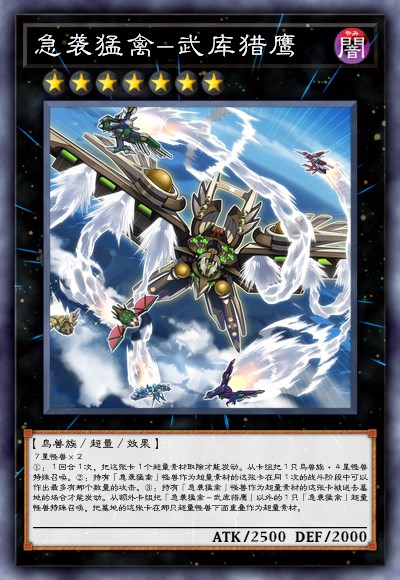 急袭猛禽-武库猎鹰
やみ
闇
【鸟兽族／超量／效果】
7星怪兽×2
①：1回合1次，把这张卡1个超量素材取除才能发动。从卡组把1只鸟兽族·4星怪兽
特殊召唤。②：持有「急袭猛禽」怪兽作为超量素材的这张卡在同1次的战斗阶段中可以
作出最多有那个数量的攻击。③：持有「急袭猛禽」怪兽作为超量素材的这张卡被送去墓
地的场合才能发动。从额外卡组把「急袭猛禽－武库猎鹰」以外的1只「急袭猛禽」超量
怪兽特殊召唤，把墓地的这张卡在那只超量怪兽下面重叠作为超量素材。
ATK/2500 DEF/2000